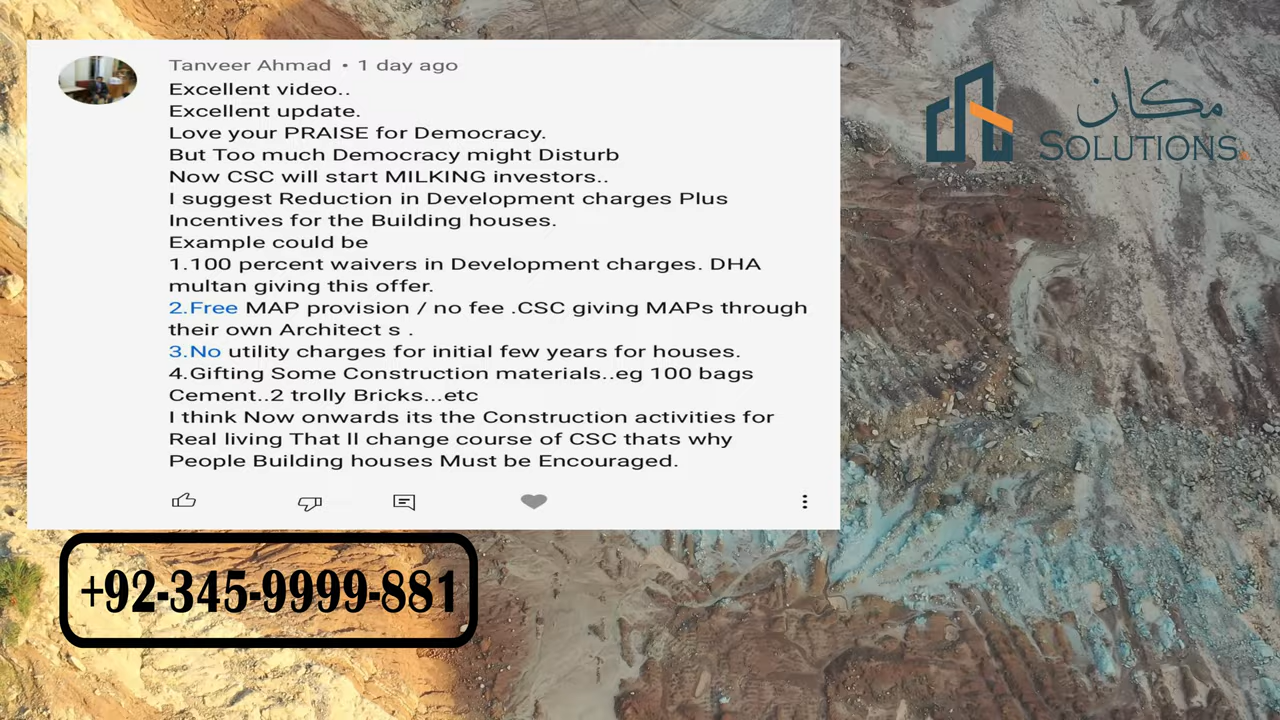 Tanveer Ahmad • 1 day ago
Excellent video..
Excellent update.
Love your PRAISE for Democracy.
But Too much Democracy might Disturb
Now CSC will start MILKING investors..
I suggest Reduction in Development charges Plus
Incentives for the Building houses.
Example could be
1.100 percent waivers in Development charges. DHA
multan giving this offer.
2.Free MAP provision / no fee .CSC giving MAPs through
their own Architect s .
3.No utility charges for initial few years for houses.
4.Gifting Some Construction materials..eg 100 bags
Cement..2 trolly Bricks...etc
I think Now onwards its the Construction activities for
Real living That ll change course of CSC thats why
People Building houses Must be Encouraged.
مكان
SOLUTIONS.
+92-345-9999-881